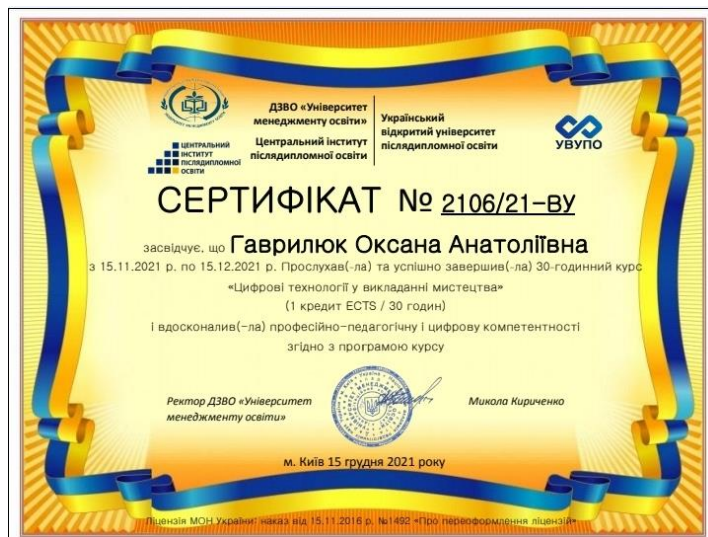 ДЗВО «Університет
менеджменту освіти»
Центральний інститут
післядипломної освіти
Український
відкритий університет
післядипломної освіти
УВУПО
ЦЕНТРАЛЬНИЙ
ІНСТИТУТ
ПІСЛЯДИПЛОМНОЇ
ОСВІТИ
СЕРТИФІКАТ № 2106/21-ВУ
засвідчує, що Гаврилюк Оксана Анатоліївна
з 15.11.2021 р. по 15.12.2021 р. Прослухав(-ла) та успішно завершив(-ла) 30-годинний курс
«Цифрові технології у викладанні мистецтва»
(1 кредит ECTS / 30 годин)
і вдосконалив(-ла) професійно-педагогічну і цифрову компетентності
згідно з програмою курсу
Ректор ДЗВО «Університет
менеджменту освіти»
Микола Кириченко
м. Київ 15 грудня 2021 року
Ліцензія МОН України: наказ від 15.11.2016 р. №1492 «Про переоформлення ліцензій»